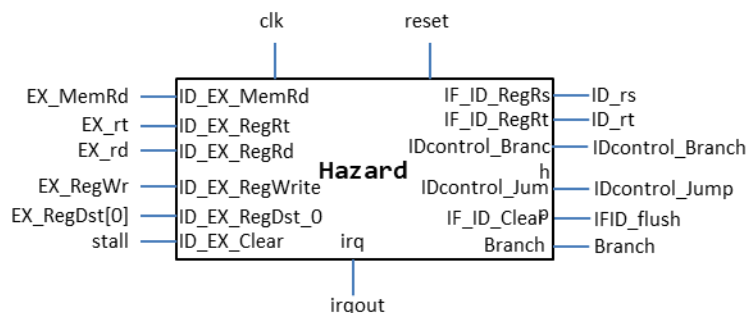 clk reset
EX_MemRd ID_EX_MemRd IF_ID_RegRs ID_rs
EX_rt ID_EX_RegRt IF_ID_RegRt ID_rt
EX_rd ID_EX_RegRd IDcontrol_Branc IDcontrol_Branch
Hazard h
EX_RegWr ID_EX_RegWrite IDcontrol_Jum IDcontrol_Jump
p
EX_RegDst[0] ID_EX_RegDst_0 IF_ID_Clear IFID_flush
stall ID_EX_Clear irq Branch Branch
irqout